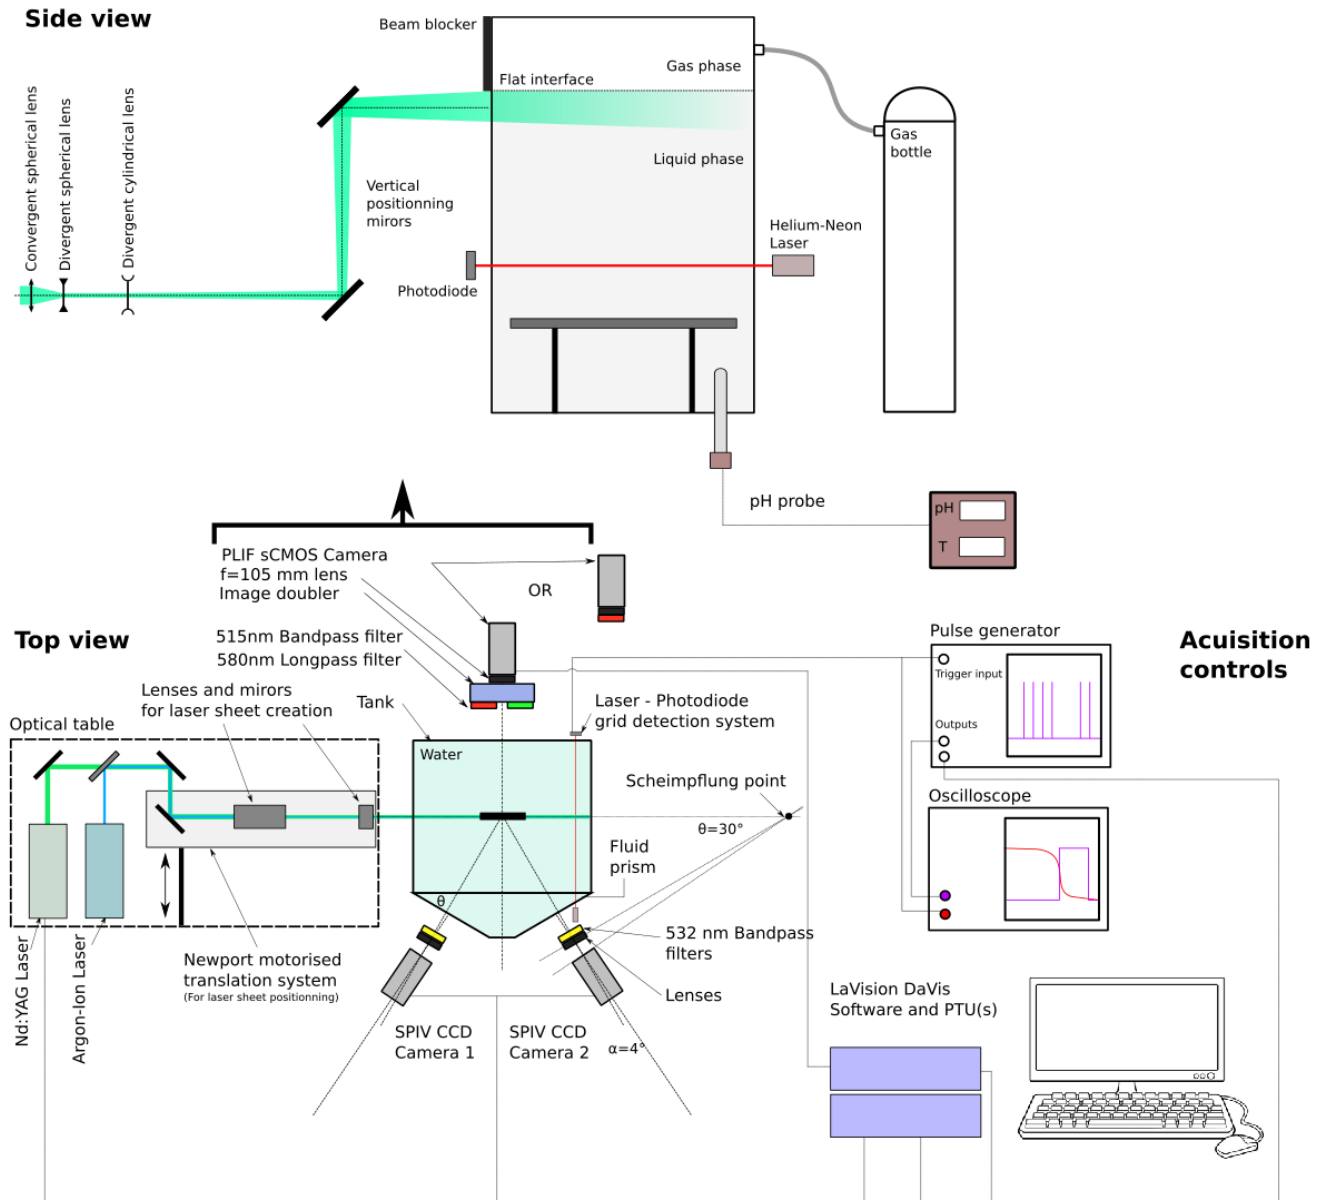 Side view
Beam blocker
Gas phase
Flat interface
Convergent spherical lens
Divergent spherical lens
Divergent cylindrical lens
Gas
bottle
Liquid phase
Vertical
positionning
mirors
Helium-Neon
Laser
Photodiode
pH probe
pH
T
PLIF sCMOS Camera
f=105 mm lens
Image doubler
OR
Top view
515nm Bandpass filter
580nm Longpass filter
Pulse generator
Acuisition
controls
Trigger input
Outputs
Lenses and mirors
for laser sheet creation
Tank
Laser - Photodiode
grid detection system
Optical table
Water
Scheimpflung point
Oscilloscope
θ=30°
Fluid
prism
θ
532 nm Bandpass
filters
Newport motorised
translation system
(For laser sheet positionning)
Nd:YAG Laser
Argon-Ion Laser
Lenses
LaVision DaVis
Software and PTU(s)
SPIV CCD
Camera 1
SPIV CCD
Camera 2
α=4°